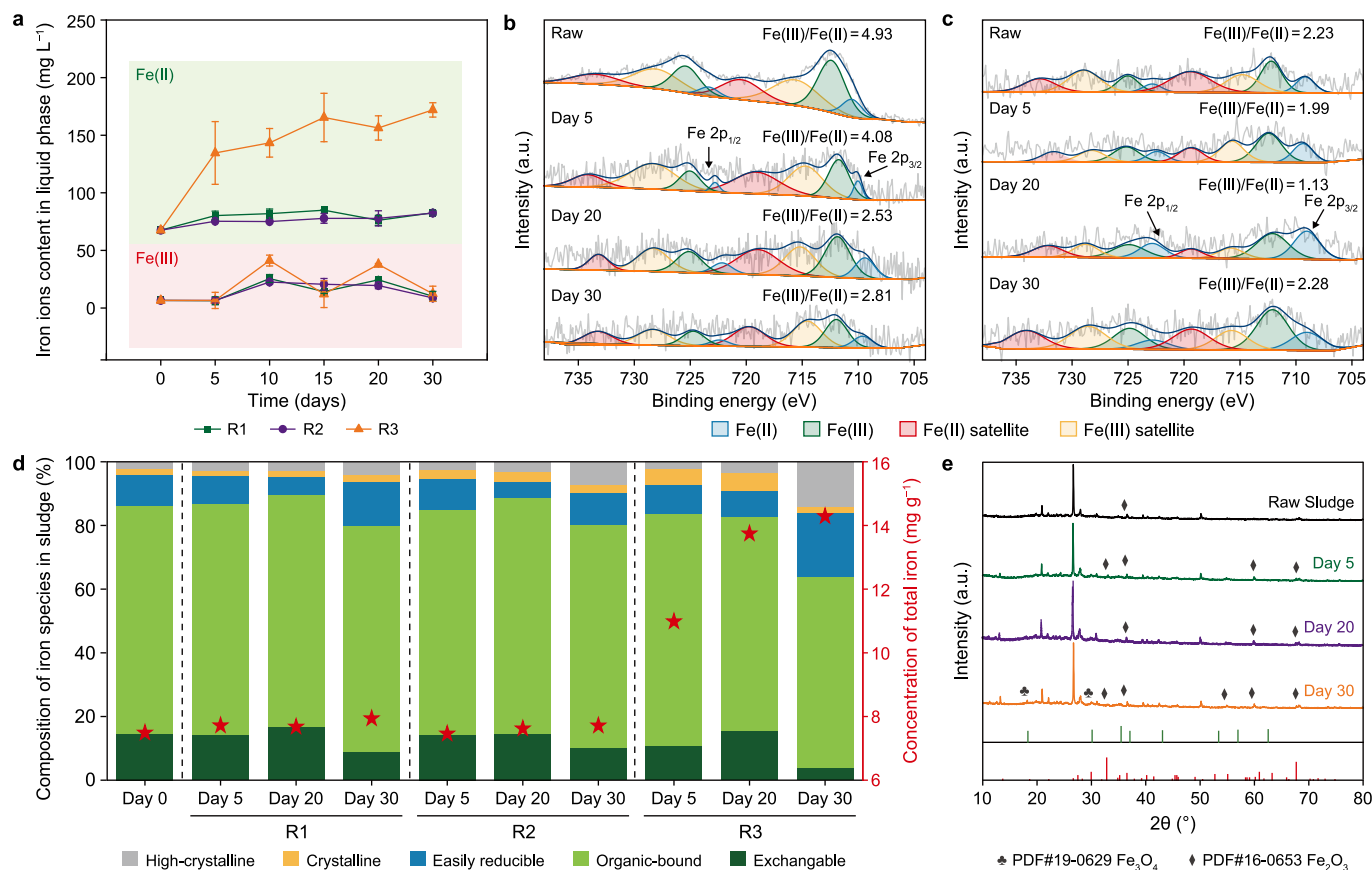 a
Iron ions content in liquid phase (mg L⁻¹)
250
200
150
100
50
0
Fe(II)
Fe(III)
0 5 10 15 20 30
Time (days)
R1 R2 R3
b
Intensity (a.u.)
Raw Fe(III)/Fe(II) = 4.93
Day 5 Fe(III)/Fe(II) = 4.08
Fe 2p1/2 Fe 2p3/2
Day 20 Fe(III)/Fe(II) = 2.53
Day 30 Fe(III)/Fe(II) = 2.81
735 730 725 720 715 710 705
Binding energy (eV)
c
Intensity (a.u.)
Raw Fe(III)/Fe(II) = 2.23
Day 5 Fe(III)/Fe(II) = 1.99
Day 20 Fe(III)/Fe(II) = 1.13
Fe 2p1/2 Fe 2p3/2
Day 30 Fe(III)/Fe(II) = 2.28
735 730 725 720 715 710 705
Binding energy (eV)
Fe(II) Fe(III) Fe(II) satellite Fe(III) satellite
d
Composition of iron species in sludge (%)
100
80
60
40
20
0
Concentration of total iron (mg g⁻¹)
16
14
12
10
8
6
Day 0 Day 5 Day 20 Day 30 Day 5 Day 20 Day 30 Day 5 Day 20 Day 30
R1 R2 R3
High-crystalline Crystalline Easily reducible Organic-bound Exchangable
e
Intensity (a.u.)
Raw Sludge
Day 5
Day 20
Day 30
10 20 30 40 50 60 70 80
2θ (°)
♣ PDF#19-0629 Fe₃O₄ ♦ PDF#16-0653 Fe₂O₃